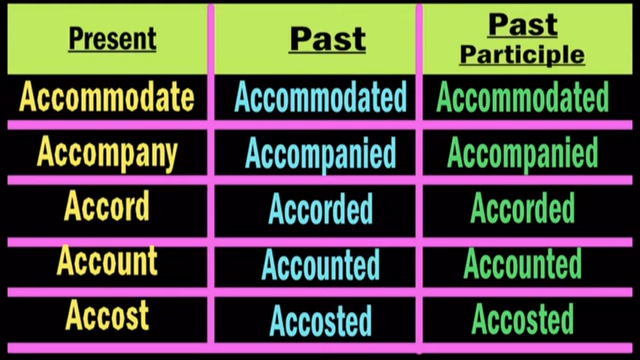 Present Past Past Participle
Accommodate Accommodated Accommodated
Accompany Accompanied Accompanied
Accord Accorded Accorded
Account Accounted Accounted
Accost Accosted Accosted